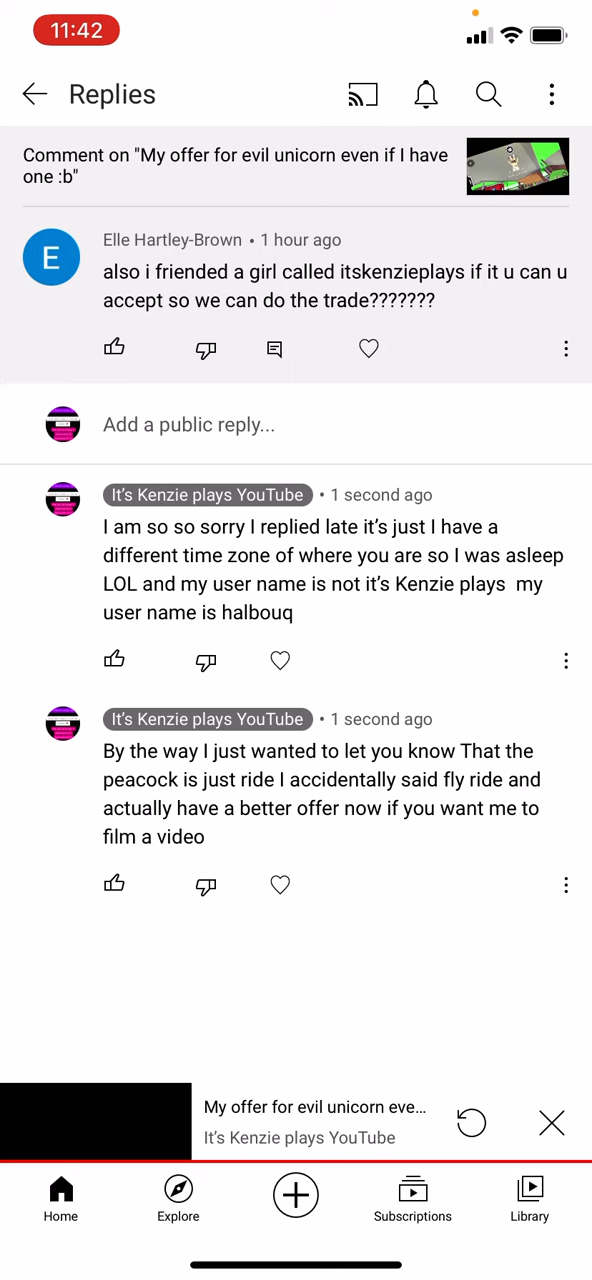 11:42
Replies
Comment on "My offer for evil unicorn even if I have
one :b"
E
Elle Hartley-Brown • 1 hour ago
also i friended a girl called itskenzieplays if it u can u
accept so we can do the trade???????
Add a public reply...
It's Kenzie plays YouTube • 1 second ago
I am so so sorry I replied late it's just I have a
different time zone of where you are so I was asleep
LOL and my user name is not it's Kenzie plays my
user name is halbouq
It's Kenzie plays YouTube • 1 second ago
By the way I just wanted to let you know That the
peacock is just ride I accidentally said fly ride and
actually have a better offer now if you want me to
film a video
My offer for evil unicorn eve...
It's Kenzie plays YouTube
Home Explore Subscriptions Library